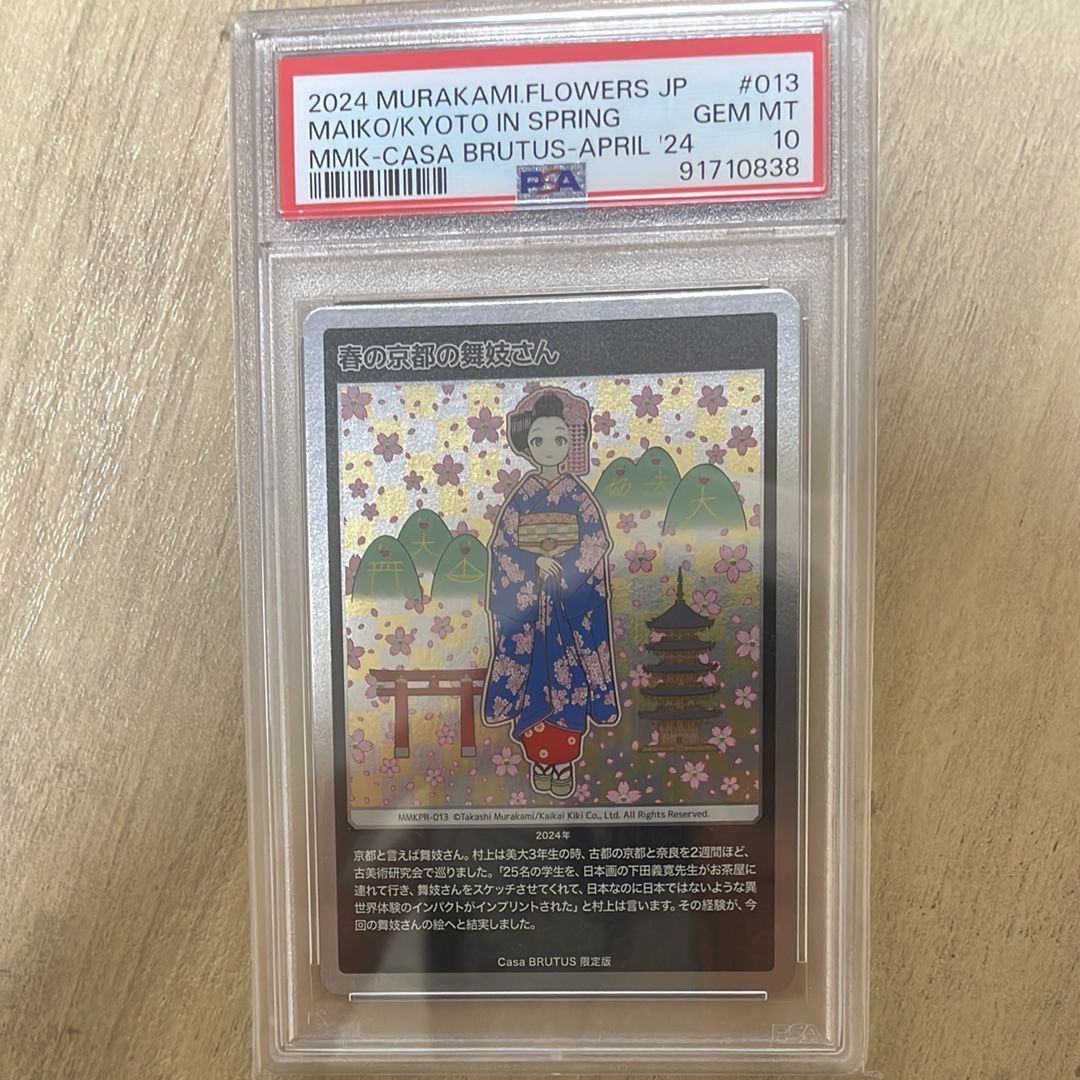 2024 MURAKAMI.FLOWERS JP #013
MAIKO/KYOTO IN SPRING GEM MT
MMK-CASA BRUTUS-APRIL '24 10
PSA 91710838
春の京都の舞妓さん
妙 法 大
大
MMKPR-013 ©Takashi Murakami/Kaikai Kiki Co., Ltd. All Rights Reserved.
2024年
京都と言えば舞妓さん。村上は美大3年生の時、古都の京都と奈良を2週間ほど、
古美術研究会で巡りました。「25名の学生を、日本画の下田義寛先生がお茶屋に
連れて行き、舞妓さんをスケッチさせてくれて、日本なのに日本ではないような異
世界体験のインパクトがインプリントされた」と村上は言います。その経験が、今
回の舞妓さんの絵へと結実しました。
Casa BRUTUS 限定版
PSA